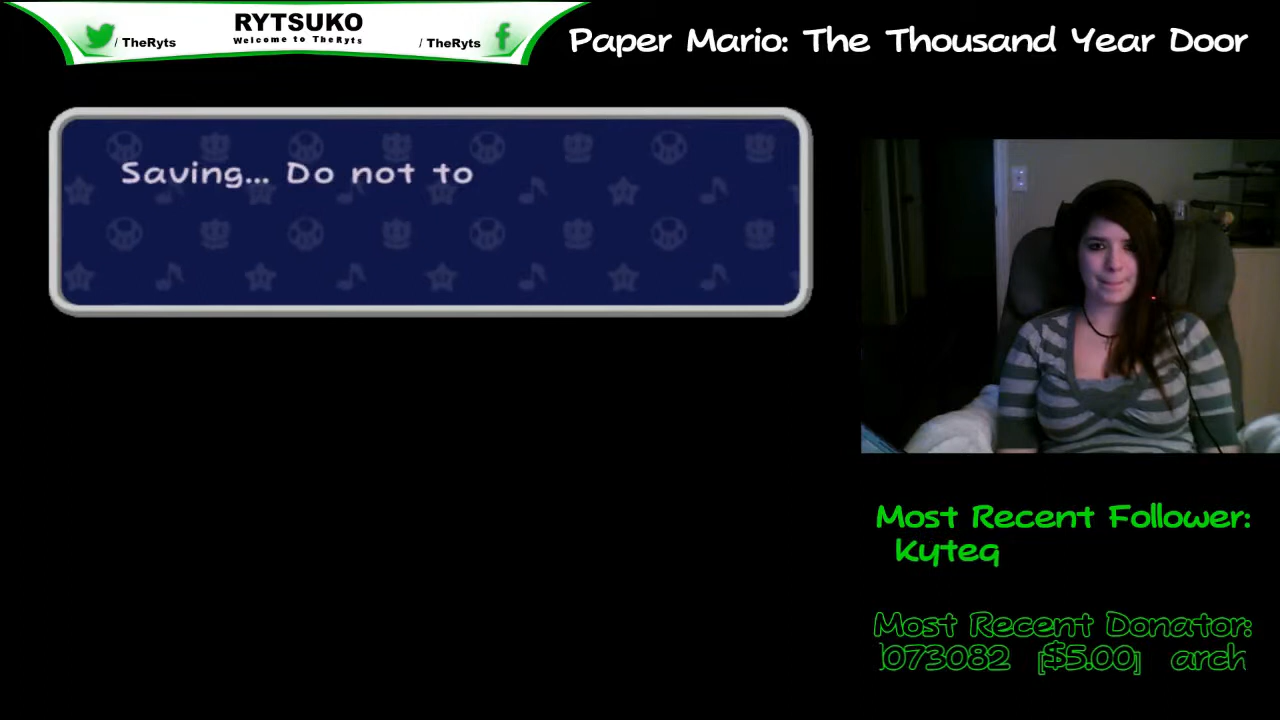 RYTSUKO
Welcome to TheRyts
/ TheRyts
/ TheRyts
Paper Mario: The Thousand Year Door
Saving... Do not to
Most Recent Follower:
Kyteq
Most Recent Donator:
1073082 [$5.00] arch